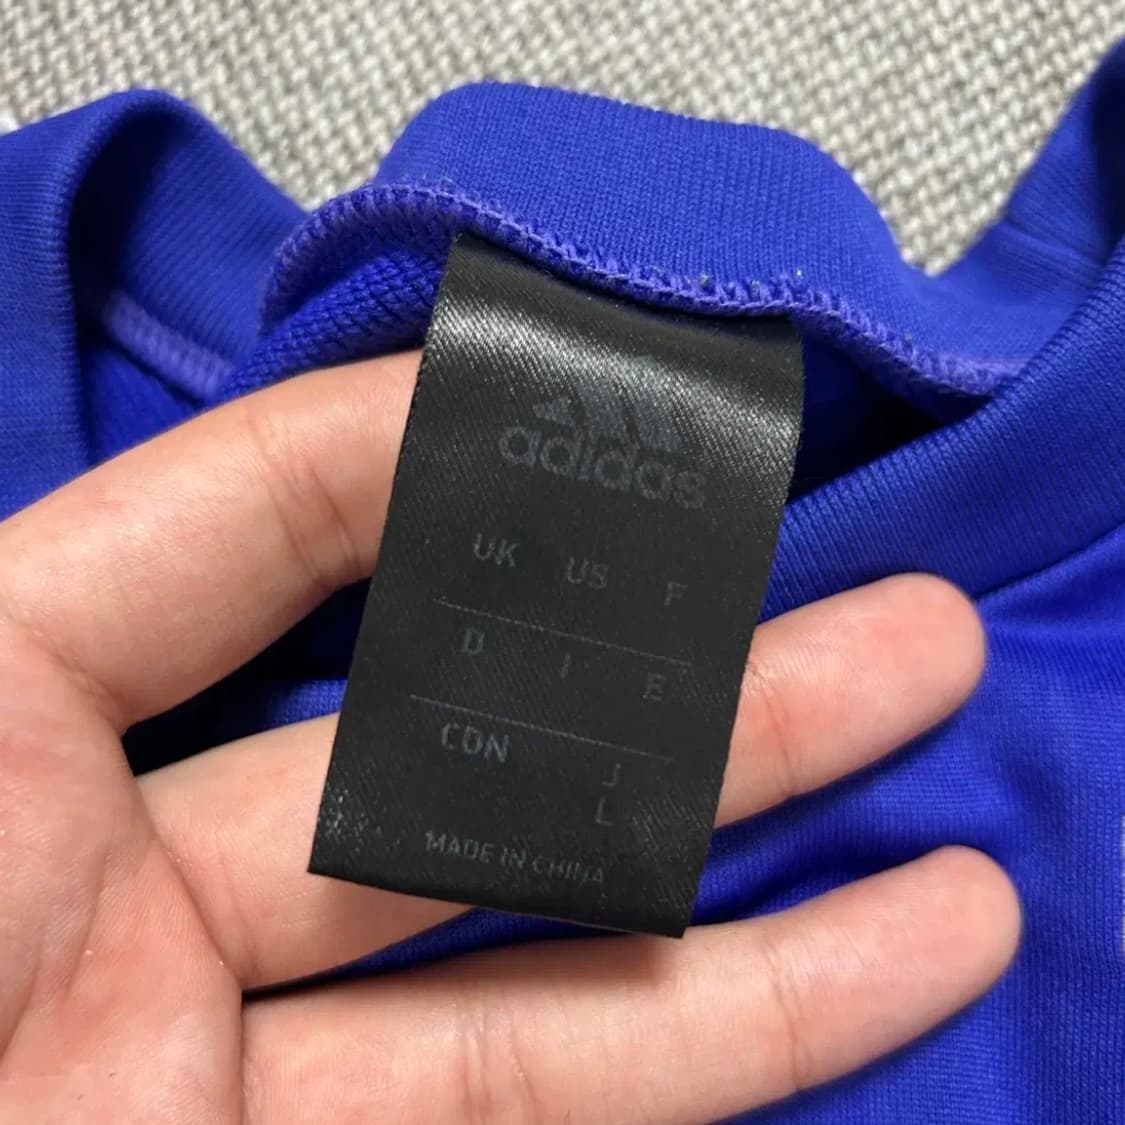 adidas
UK US F
D I E
CDN J
L
MADE IN CHINA